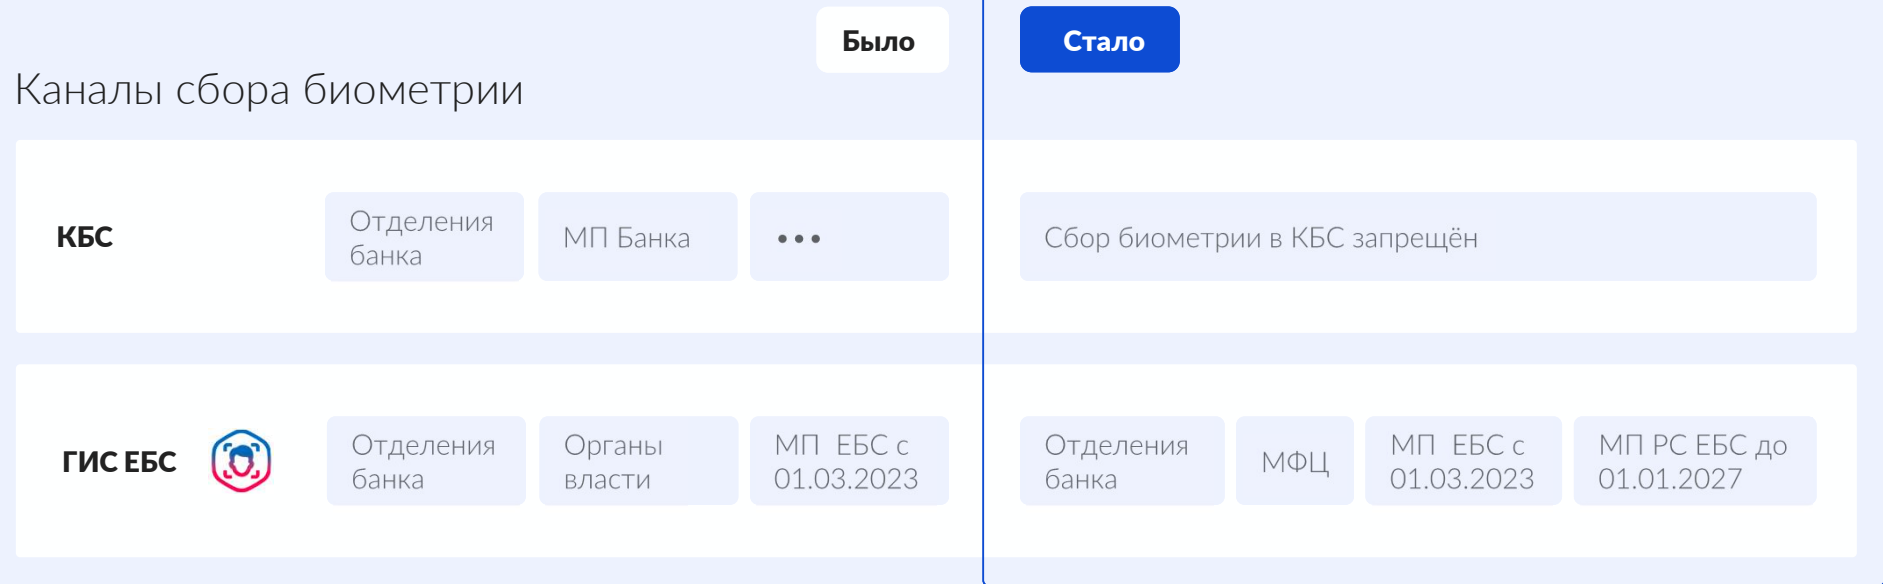 Было
Стало
Каналы сбора биометрии
КБС
Отделения
банка
МП Банка
•••
Сбор биометрии в КБС запрещён
ГИС ЕБС
Отделения
банка
Органы
власти
МП ЕБС с
01.03.2023
Отделения
банка
МФЦ
МП ЕБС с
01.03.2023
МП РС ЕБС до
01.01.2027